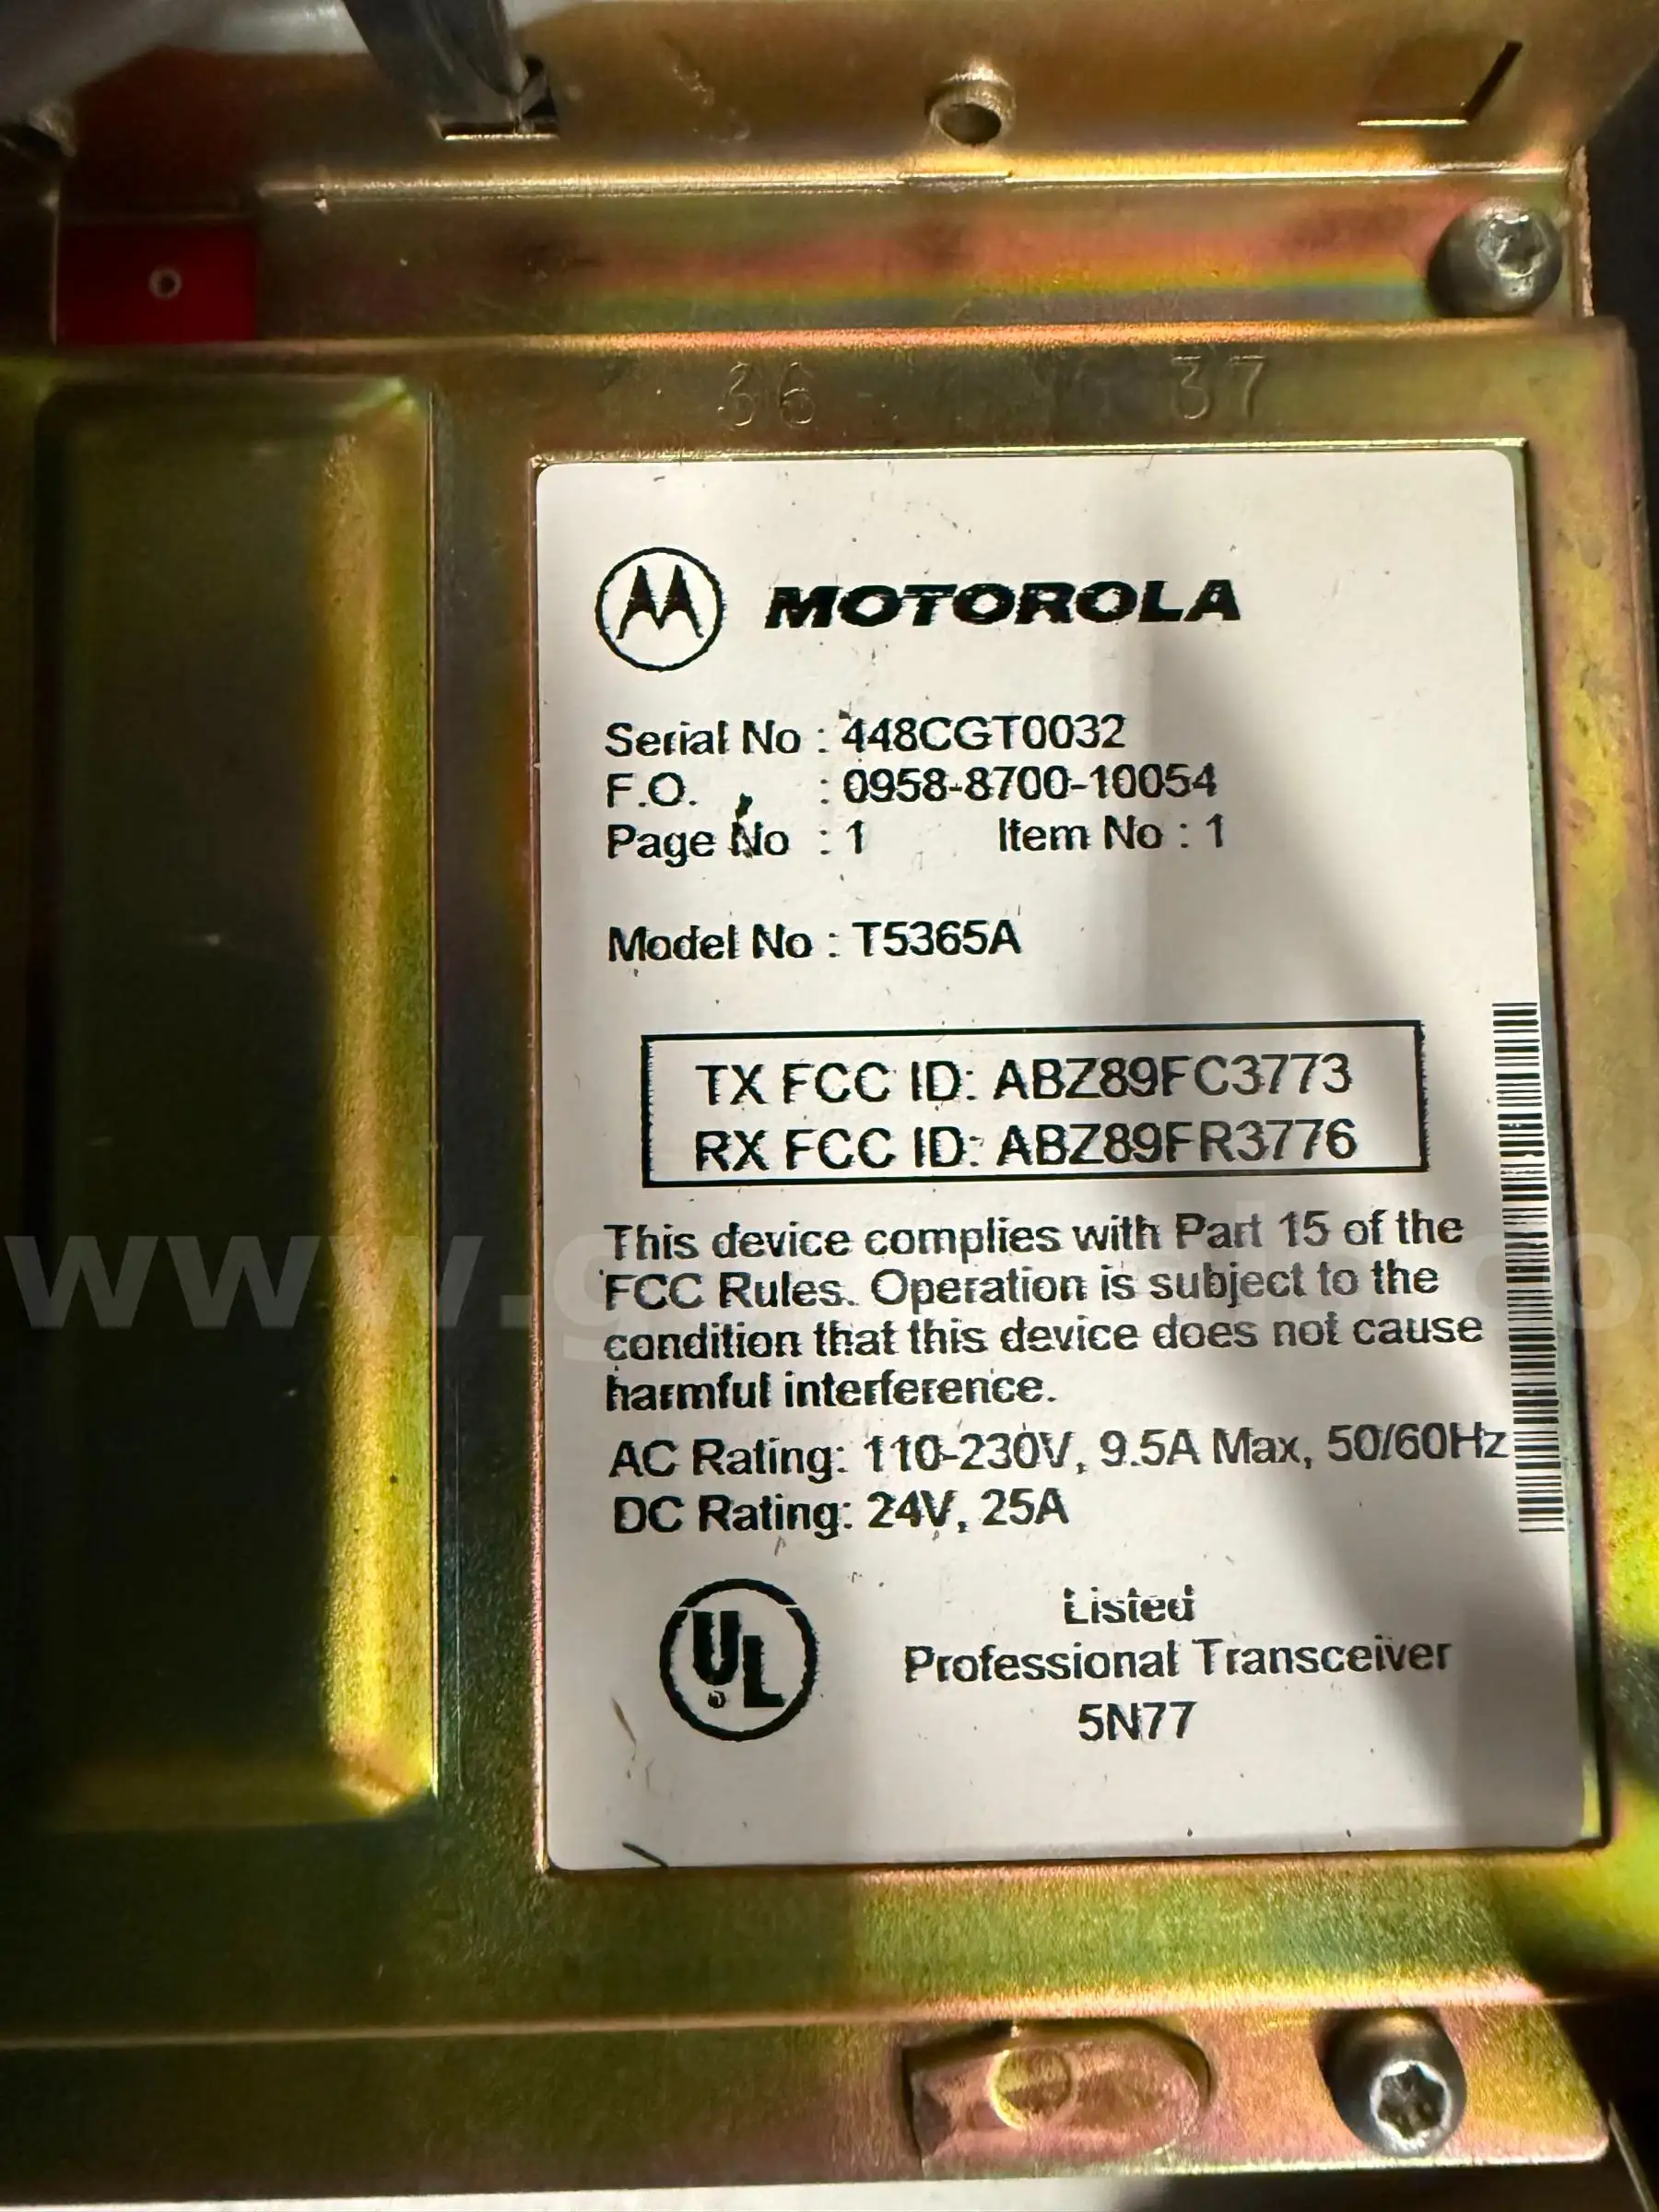 36 37
MOTOROLA
Serial No : 448CGT0032
F.O. : 0958-8700-10054
Page No : 1 Item No : 1
Model No : T5365A
TX FCC ID: ABZ89FC3773
RX FCC ID: ABZ89FR3776
This device complies with Part 15 of the
FCC Rules. Operation is subject to the
condition that this device does not cause
harmful interference.
AC Rating: 110-230V, 9.5A Max, 50/60Hz
DC Rating: 24V, 25A
UL
Listed
Professional Transceiver
5N77